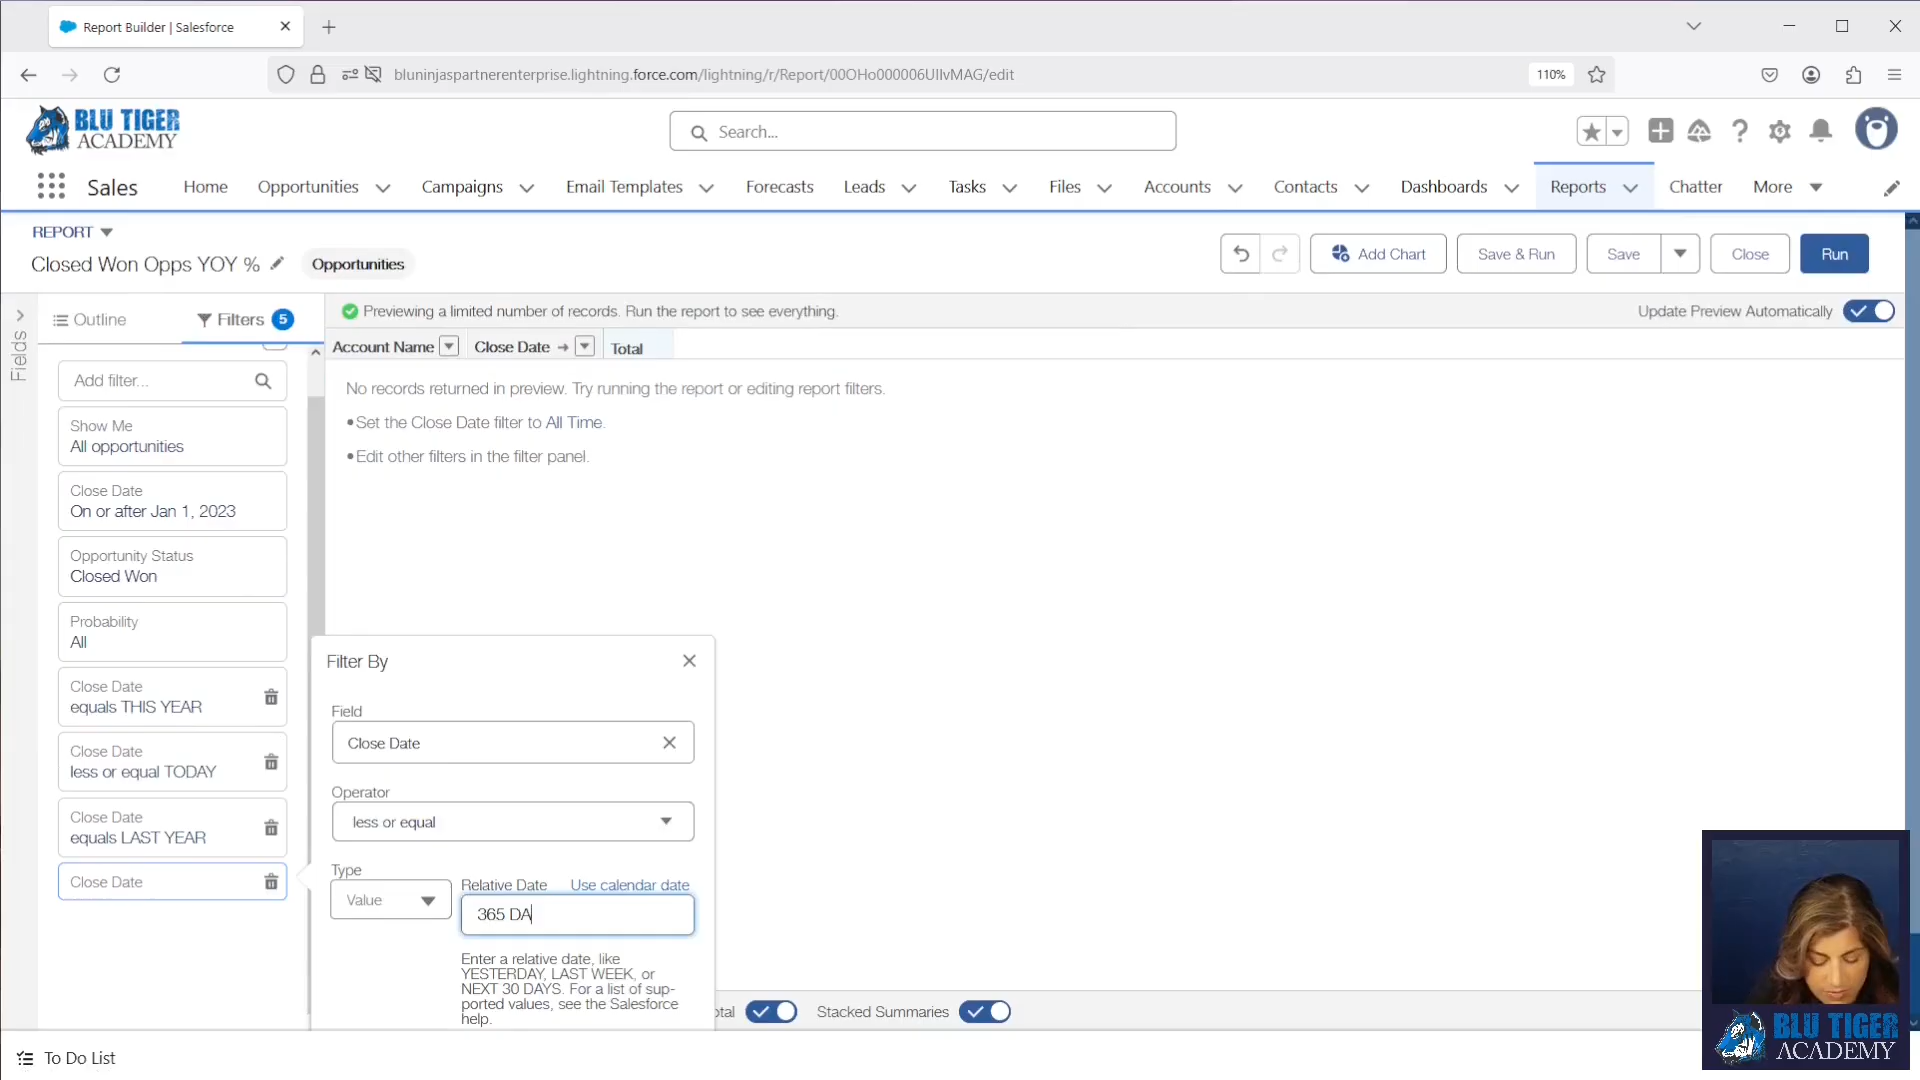 Report Builder | Salesforce
bluninjaspartnerenterprise.lightning.force.com/lightning/r/Report/00OHo000006UIIvMAG/edit
110%
BLU TIGER
ACADEMY
Search...
Sales
Home
Opportunities
Campaigns
Email Templates
Forecasts
Leads
Tasks
Files
Accounts
Contacts
Dashboards
Reports
Chatter
More
REPORT
Closed Won Opps YOY %
Opportunities
Add Chart
Save & Run
Save
Close
Run
Fields
Outline
Filters 5
Previewing a limited number of records. Run the report to see everything.
Update Preview Automatically
Account Name
Close Date
Total
No records returned in preview. Try running the report or editing report filters.
•Set the Close Date filter to All Time.
•Edit other filters in the filter panel.
Add filter...
Show Me
All opportunities
Close Date
On or after Jan 1, 2023
Opportunity Status
Closed Won
Probability
All
Close Date
equals THIS YEAR
Close Date
less or equal TODAY
Close Date
equals LAST YEAR
Close Date
Filter By
Field
Close Date
Operator
less or equal
Type
Value
Relative Date
Use calendar date
365 DA
Enter a relative date, like
YESTERDAY, LAST WEEK, or
NEXT 30 DAYS. For a list of sup-
ported values, see the Salesforce
help.
otal
Stacked Summaries
To Do List
BLU TIGER
ACADEMY